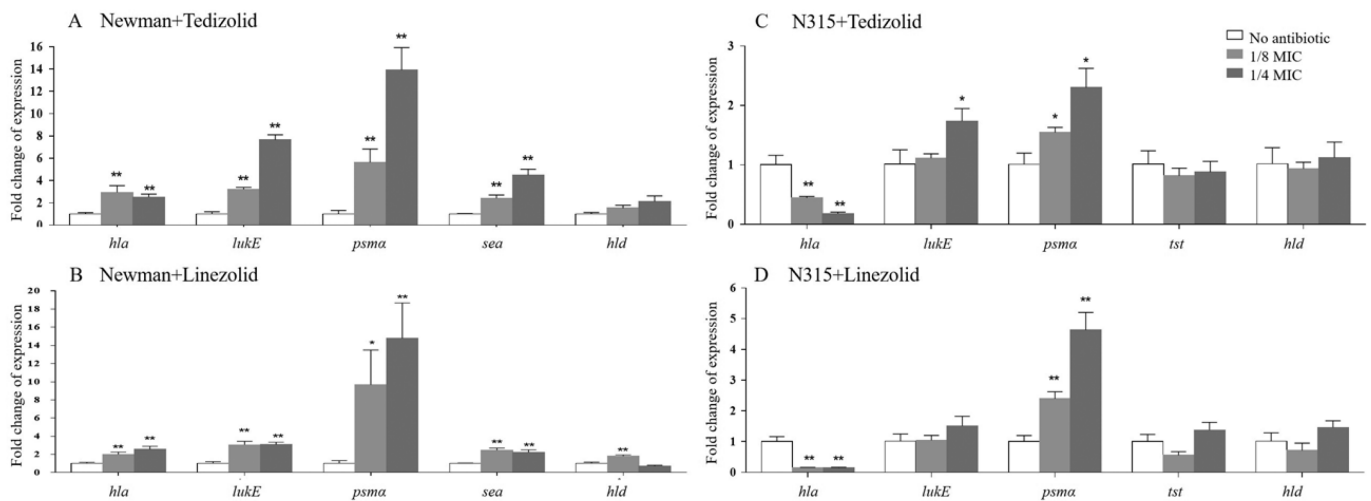 A Newman+Tedizolid
Fold change of expression
16
14
12
10
8
6
4
2
0
** ** ** ** ** ** ** **
hla lukE psmα sea hld
B Newman+Linezolid
Fold change of expression
20
18
16
14
12
10
8
6
4
2
0
** ** ** ** * ** ** ** **
hla lukE psmα sea hld
C N315+Tedizolid
No antibiotic
1/8 MIC
1/4 MIC
Fold change of expression
3
2
1
0
** ** * * *
hla lukE psmα tst hld
D N315+Linezolid
Fold change of expression
6
5
4
3
2
1
0
** ** ** **
hla lukE psmα tst hld